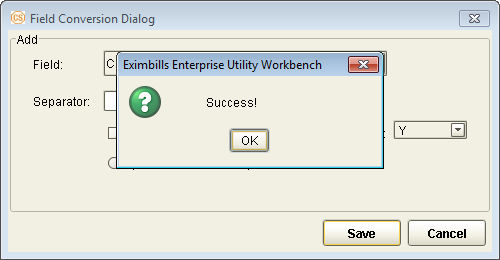 CS Field Conversion Dialog
Add
Eximbills Enterprise Utility Workbench
Field: C
Success!
Separator:
Y
OK
Save Cancel